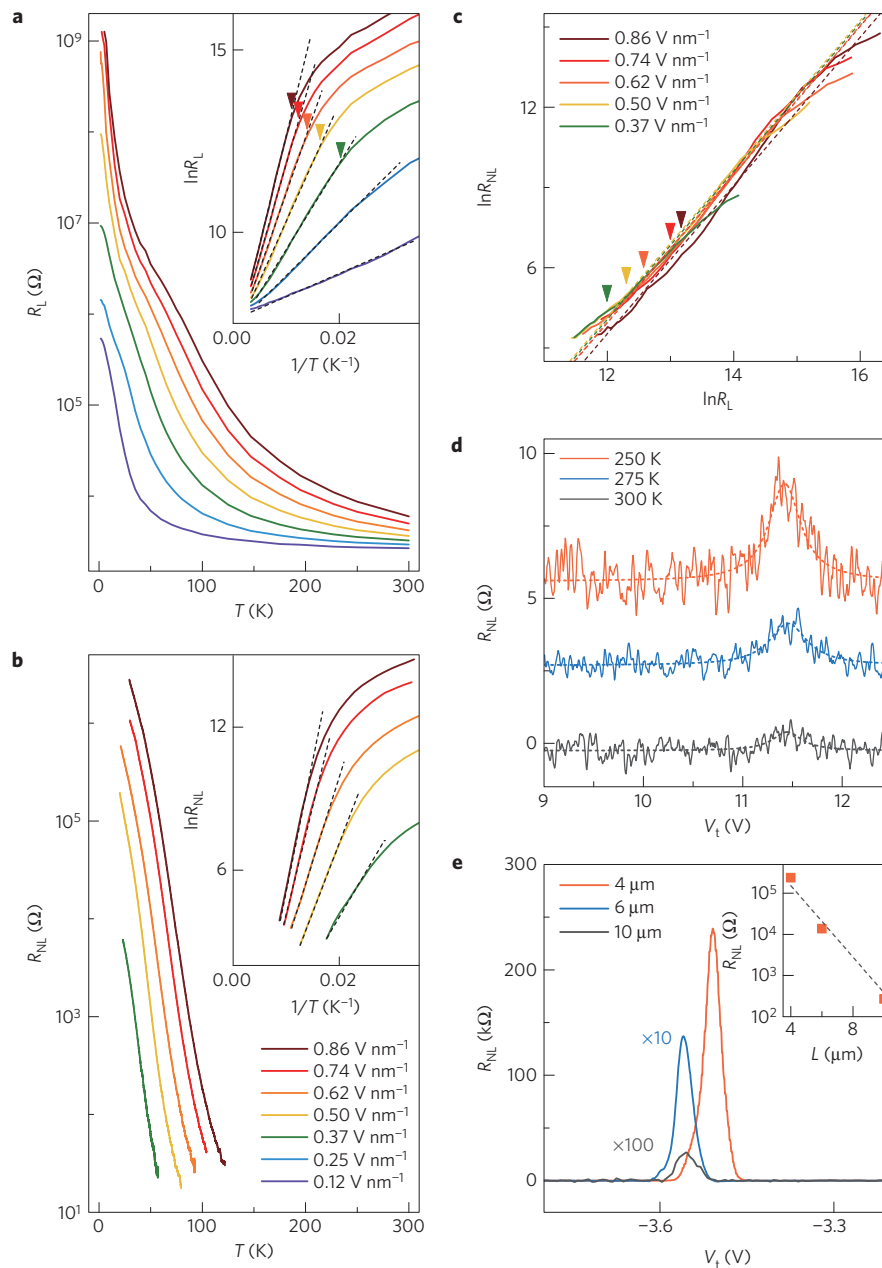 a
10⁹
10⁷
10⁵
R_L (Ω)
0
100
200
300
T (K)
15
10
lnR_L
0.00
0.02
1/T (K⁻¹)
b
10⁵
10³
10¹
R_NL (Ω)
0
100
200
300
T (K)
12
6
lnR_NL
0.00
0.02
1/T (K⁻¹)
0.86 V nm⁻¹
0.74 V nm⁻¹
0.62 V nm⁻¹
0.50 V nm⁻¹
0.37 V nm⁻¹
0.25 V nm⁻¹
0.12 V nm⁻¹
c
0.86 V nm⁻¹
0.74 V nm⁻¹
0.62 V nm⁻¹
0.50 V nm⁻¹
0.37 V nm⁻¹
12
6
lnR_NL
12
14
16
lnR_L
d
250 K
275 K
300 K
10
5
0
R_NL (Ω)
9
10
11
12
V_t (V)
e
4 μm
6 μm
10 μm
300
200
100
0
R_NL (kΩ)
×10
×100
−3.6
−3.3
V_t (V)
10⁵
10⁴
10³
10²
R_NL (Ω)
4
8
L (μm)